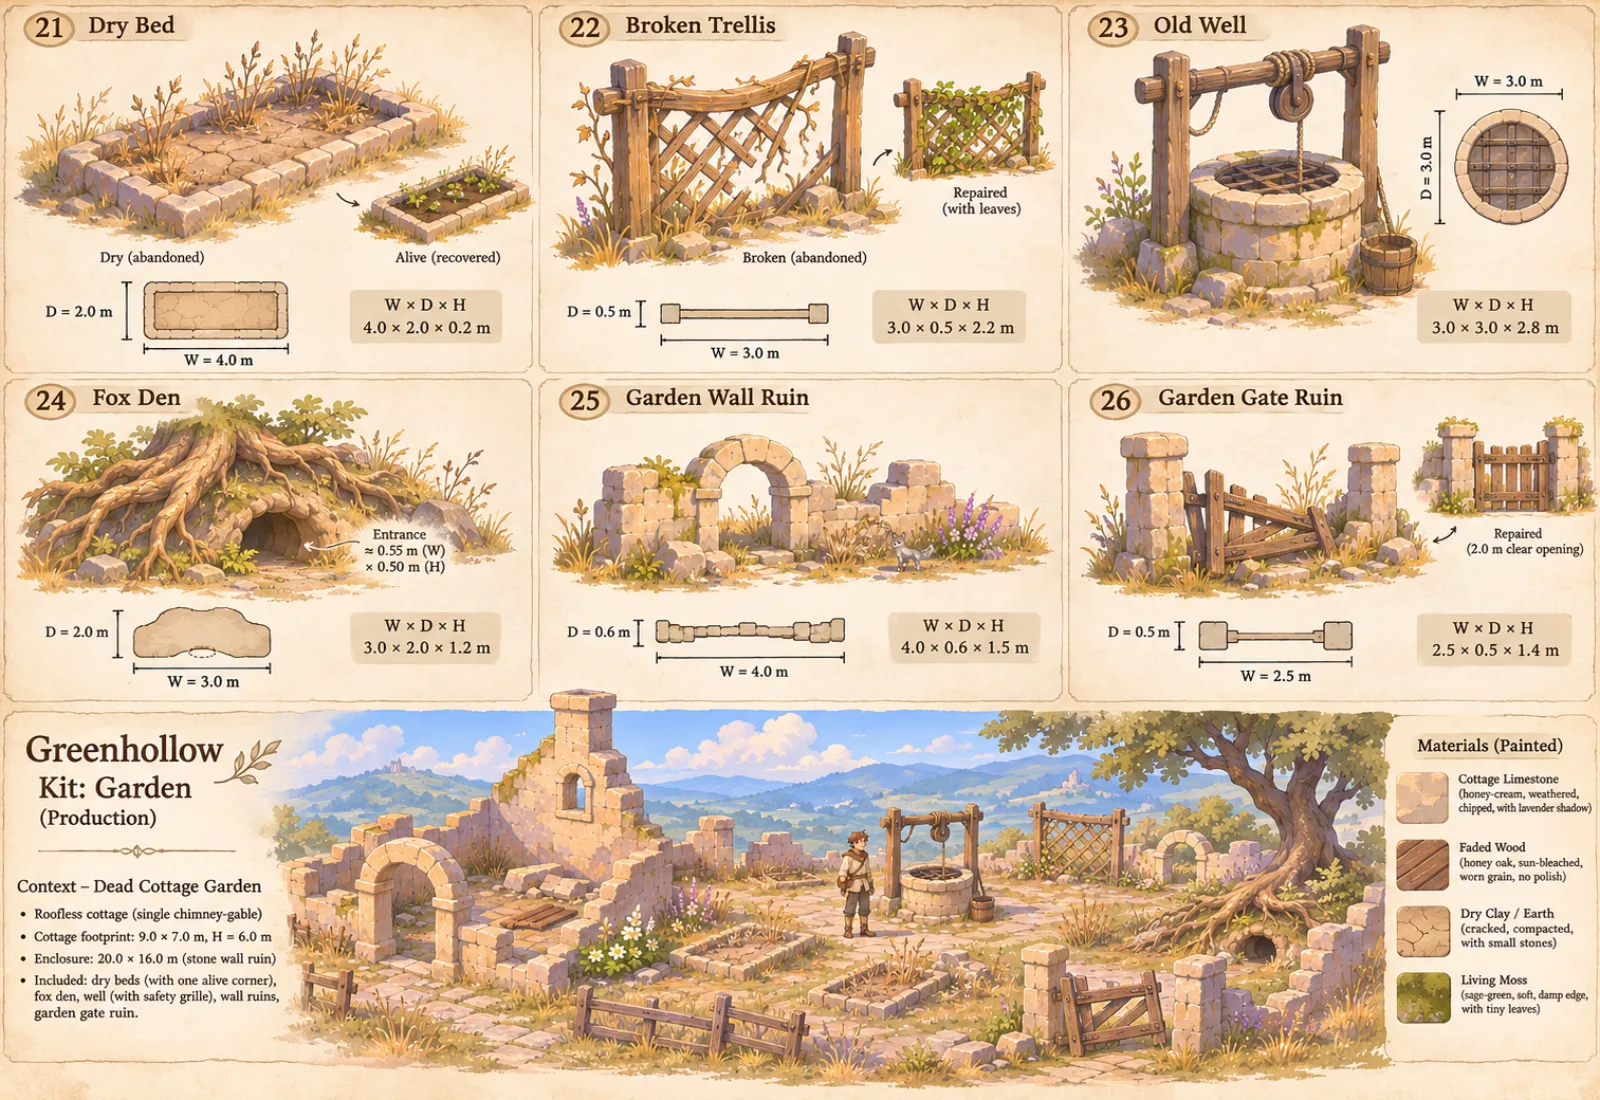 21 Dry Bed
Dry (abandoned)
Alive (recovered)
D = 2.0 m
W = 4.0 m
W × D × H
4.0 × 2.0 × 0.2 m
22 Broken Trellis
Repaired
(with leaves)
Broken (abandoned)
D = 0.5 m
W = 3.0 m
W × D × H
3.0 × 0.5 × 2.2 m
23 Old Well
W = 3.0 m
D = 3.0 m
W × D × H
3.0 × 3.0 × 2.8 m
24 Fox Den
Entrance
≈ 0.55 m (W)
× 0.50 m (H)
D = 2.0 m
W = 3.0 m
W × D × H
3.0 × 2.0 × 1.2 m
25 Garden Wall Ruin
D = 0.6 m
W = 4.0 m
W × D × H
4.0 × 0.6 × 1.5 m
26 Garden Gate Ruin
Repaired
(2.0 m clear opening)
D = 0.5 m
W = 2.5 m
W × D × H
2.5 × 0.5 × 1.4 m
Greenhollow
Kit: Garden
(Production)
Context – Dead Cottage Garden
• Roofless cottage (single chimney-gable)
• Cottage footprint: 9.0 × 7.0 m, H = 6.0 m
• Enclosure: 20.0 × 16.0 m (stone wall ruin)
• Included: dry beds (with one alive corner),
fox den, well (with safety grille), wall ruins,
garden gate ruin.
Materials (Painted)
Cottage Limestone
(honey-cream, weathered,
chipped, with lavender shadow)
Faded Wood
(honey oak, sun-bleached,
worn grain, no polish)
Dry Clay / Earth
(cracked, compacted,
with small stones)
Living Moss
(sage-green, soft, damp edge,
with tiny leaves)